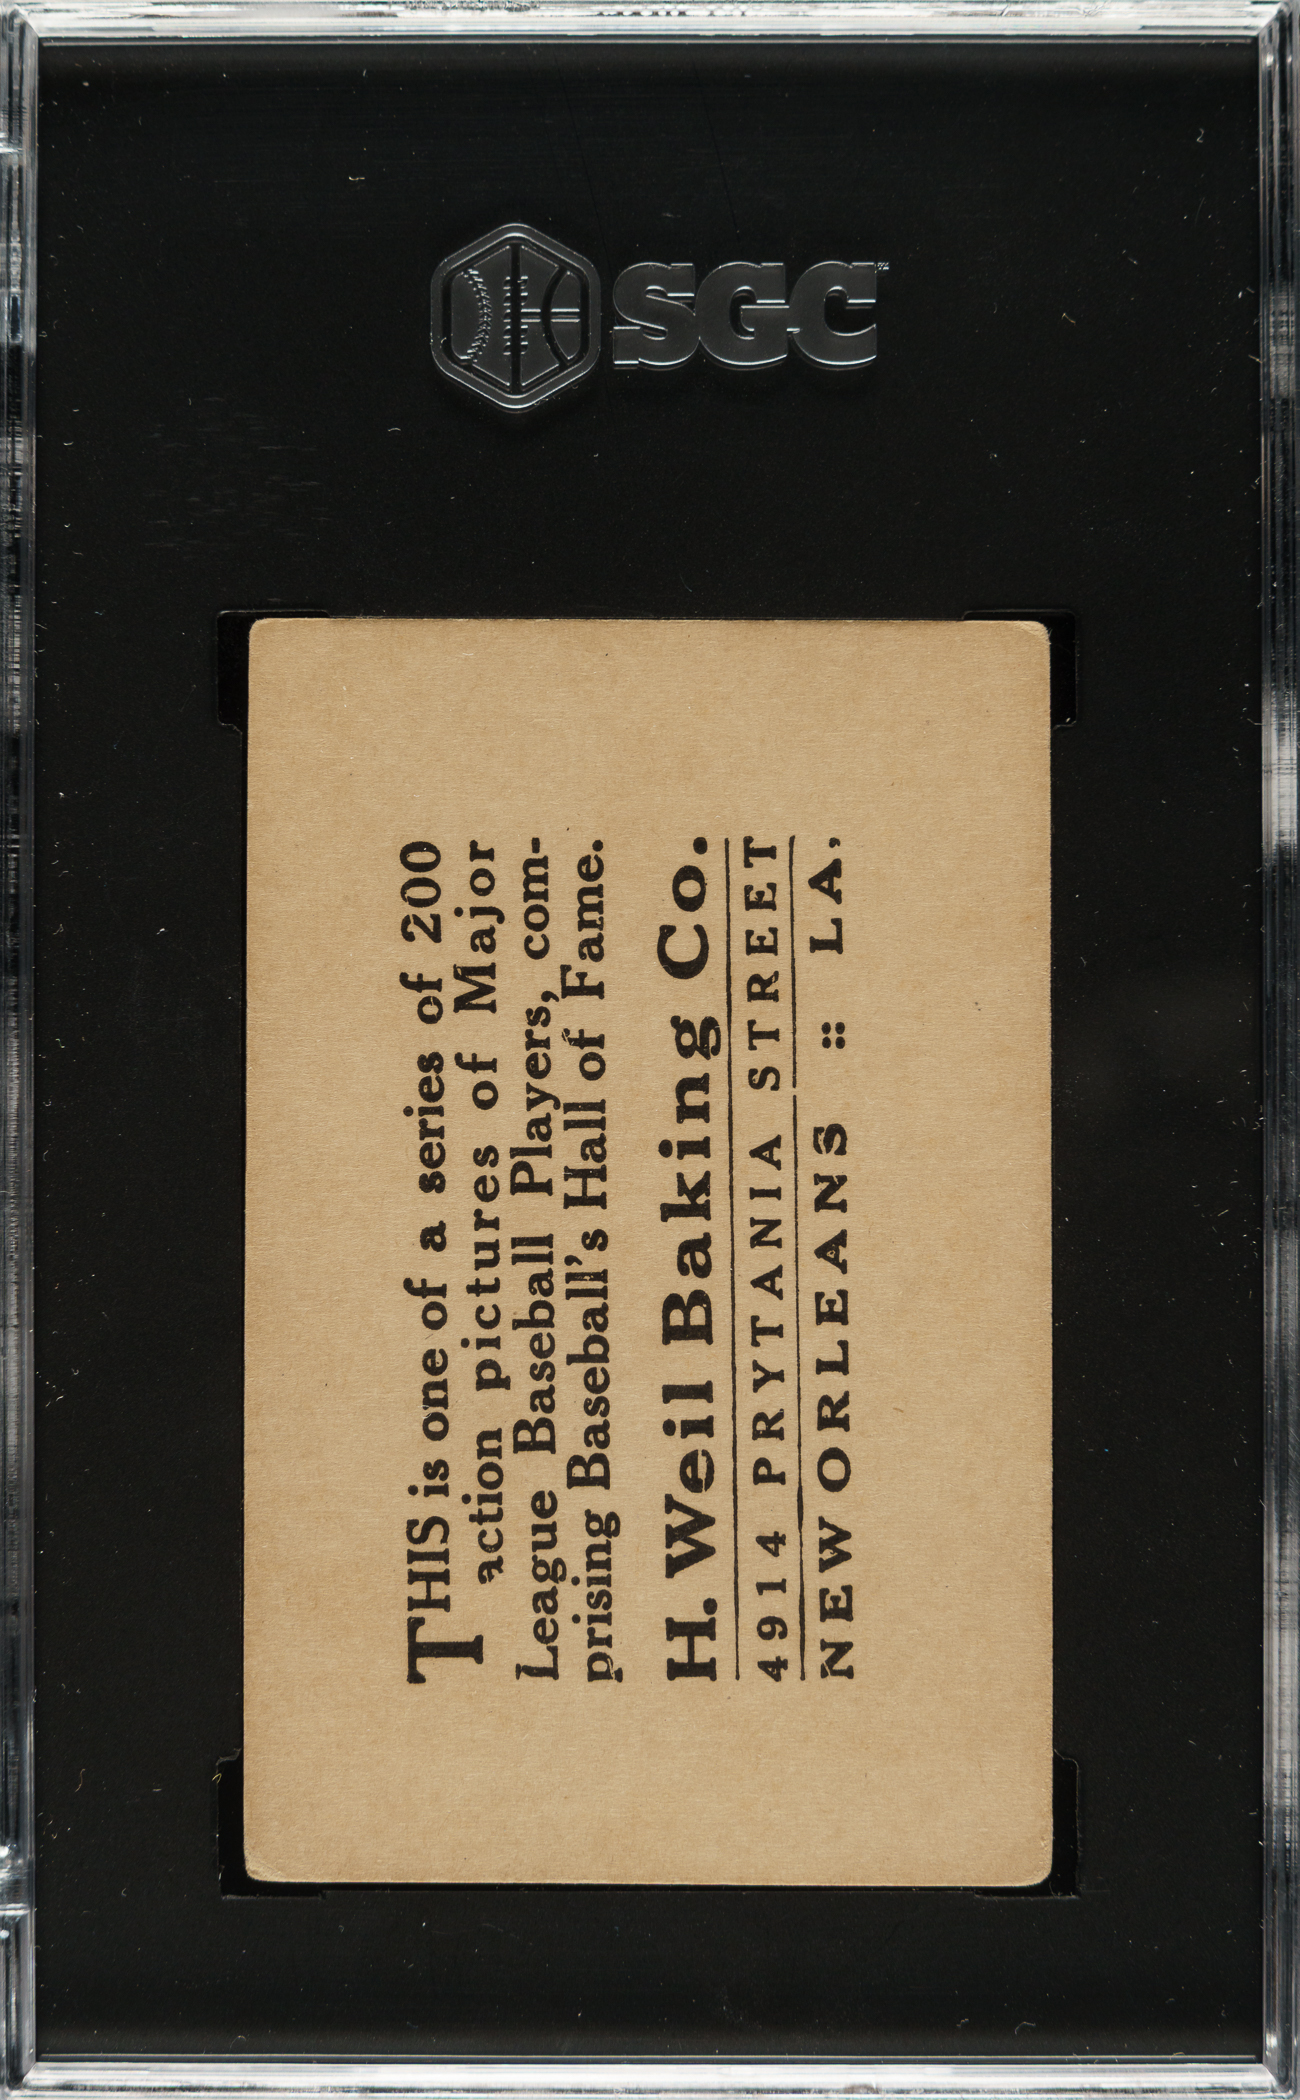 SGC
THIS is one of a series of 200
action pictures of Major
League Baseball Players, com-
prising Baseball's Hall of Fame.
H. Weil Baking Co.
4914 PRYTANIA STREET
NEW ORLEANS :: LA,